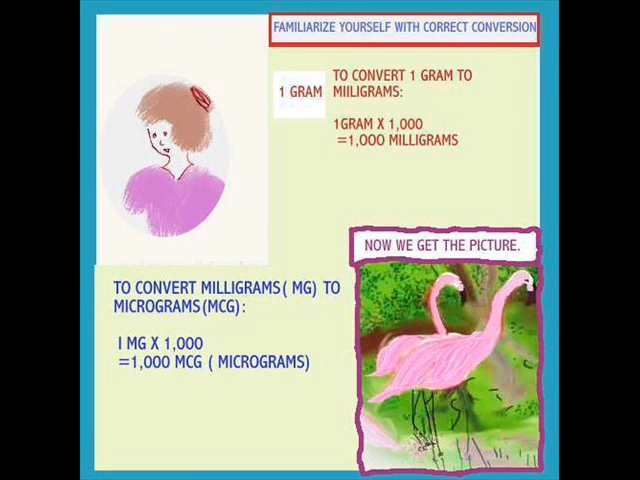 FAMILIARIZE YOURSELF WITH CORRECT CONVERSION
1 GRAM
TO CONVERT 1 GRAM TO
MIILIGRAMS:
1GRAM X 1,000
=1,000 MILLIGRAMS
NOW WE GET THE PICTURE.
TO CONVERT MILLIGRAMS( MG) TO
MICROGRAMS(MCG):
I MG X 1,000
=1,000 MCG ( MICROGRAMS)